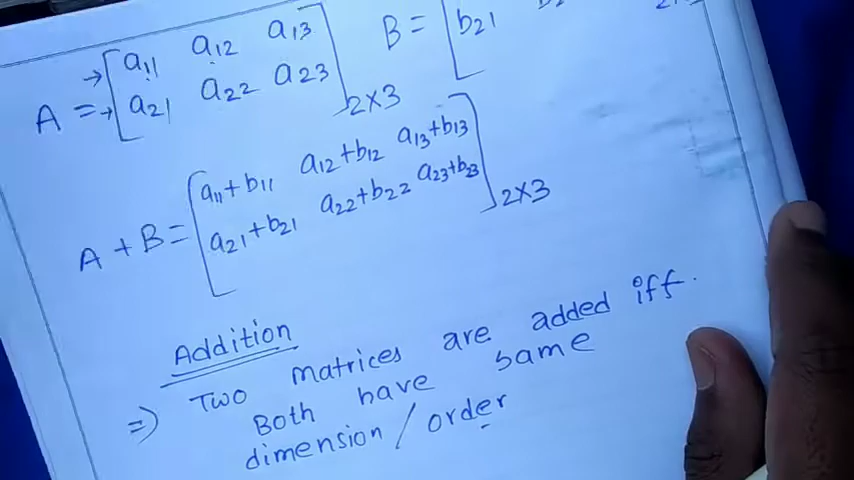 A = [a11 a12 a13
a21 a22 a23]2×3
B = [b21
A + B = [a11+b11 a12+b12 a13+b13
a21+b21 a22+b22 a23+b23]2×3
Addition
⇒ Two matrices are added iff.
Both have same
dimension / order